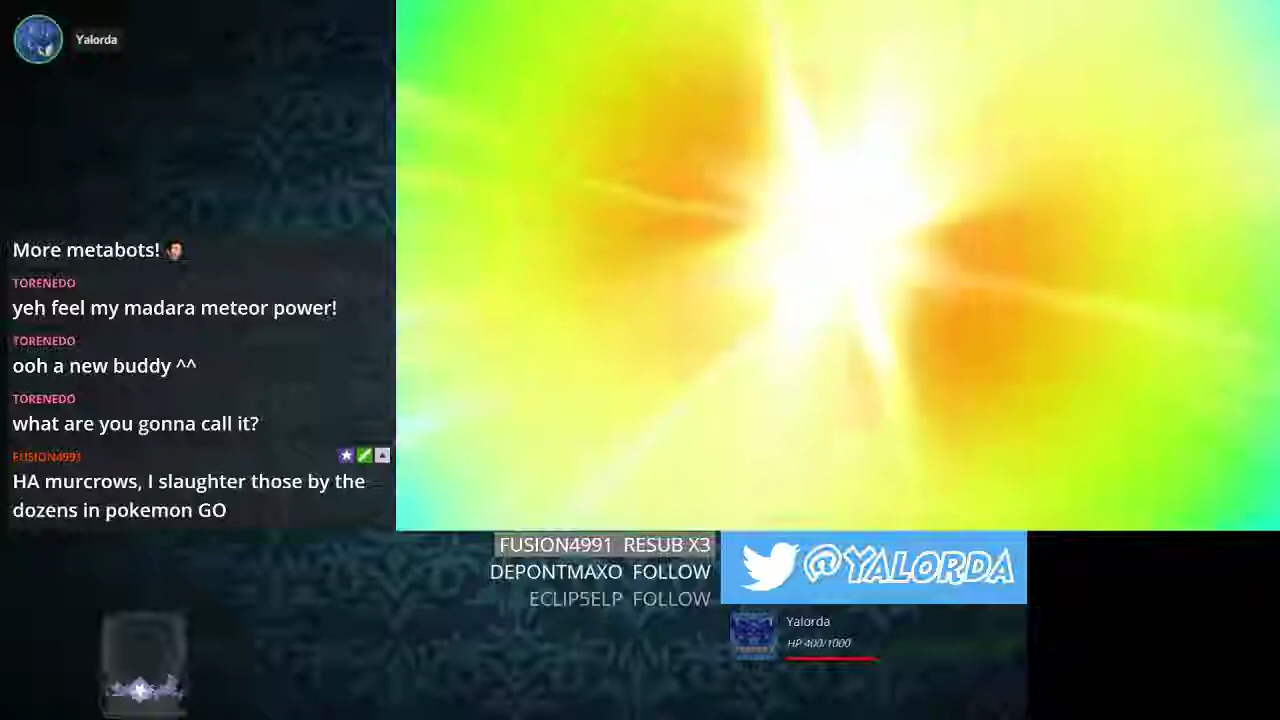 Yalorda
More metabots!
TORENEDO
yeh feel my madara meteor power!
TORENEDO
ooh a new buddy ^^
TORENEDO
what are you gonna call it?
FUSION4991
HA murcrows, I slaughter those by the
dozens in pokemon GO
FUSION4991 RESUB X3
DEPONTMAXO FOLLOW
ECLIP5ELP FOLLOW
@YALORDA
Yalorda
HP 400/1000